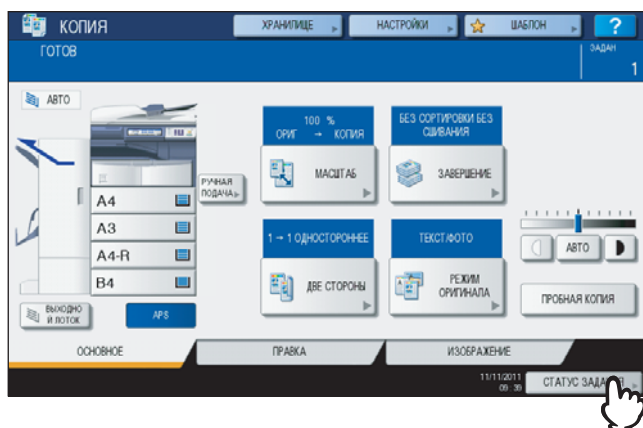 КОПИЯ
ХРАНИЛИЩЕ
НАСТРОЙКИ
ШАБЛОН
?
ГОТОВ
ЗАДАН
1
АВТО
100 %
ОРИГ → КОПИЯ
МАСШТАБ
БЕЗ СОРТИРОВКИ БЕЗ
СШИВАНИЯ
ЗАВЕРШЕНИЕ
РУЧНАЯ
ПОДАЧА
A4
A3
A4-R
B4
1 → 1 ОДНОСТОРОННЕЕ
ДВЕ СТОРОНЫ
ТЕКСТ/ФОТО
РЕЖИМ
ОРИГИНАЛА
АВТО
ПРОБНАЯ КОПИЯ
ВЫХОДНО
Й ЛОТОК
APS
ОСНОВНОЕ
ПРАВКА
ИЗОБРАЖЕНИЕ
11/11/2011
09 : 39
СТАТУС